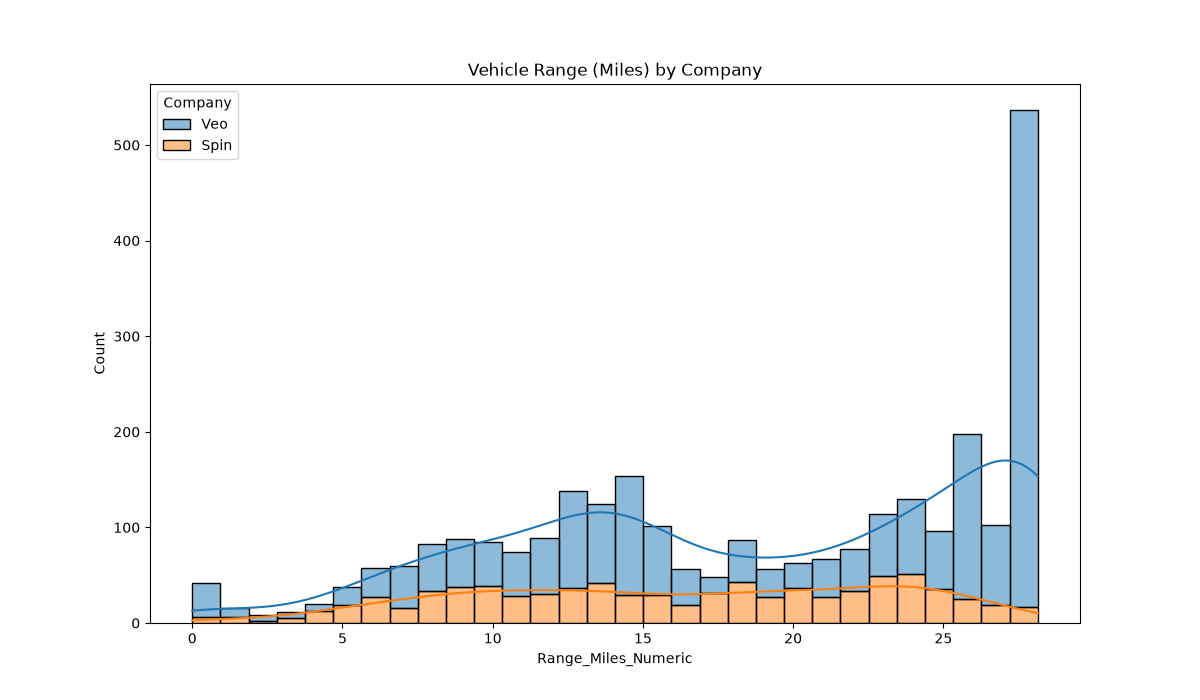 Vehicle Range (Miles) by Company
Company
Veo
Spin
500
400
300
200
100
0
Count
0 5 10 15 20 25
Range_Miles_Numeric